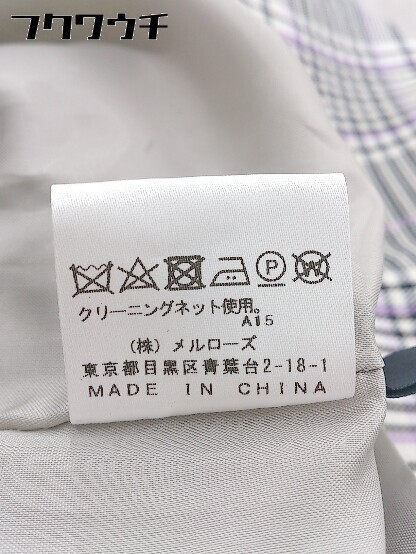 フクワウチ
P W
クリーニングネット使用。
A15
(株) メルローズ
東京都目黒区青葉台2-18-1
MADE IN CHINA